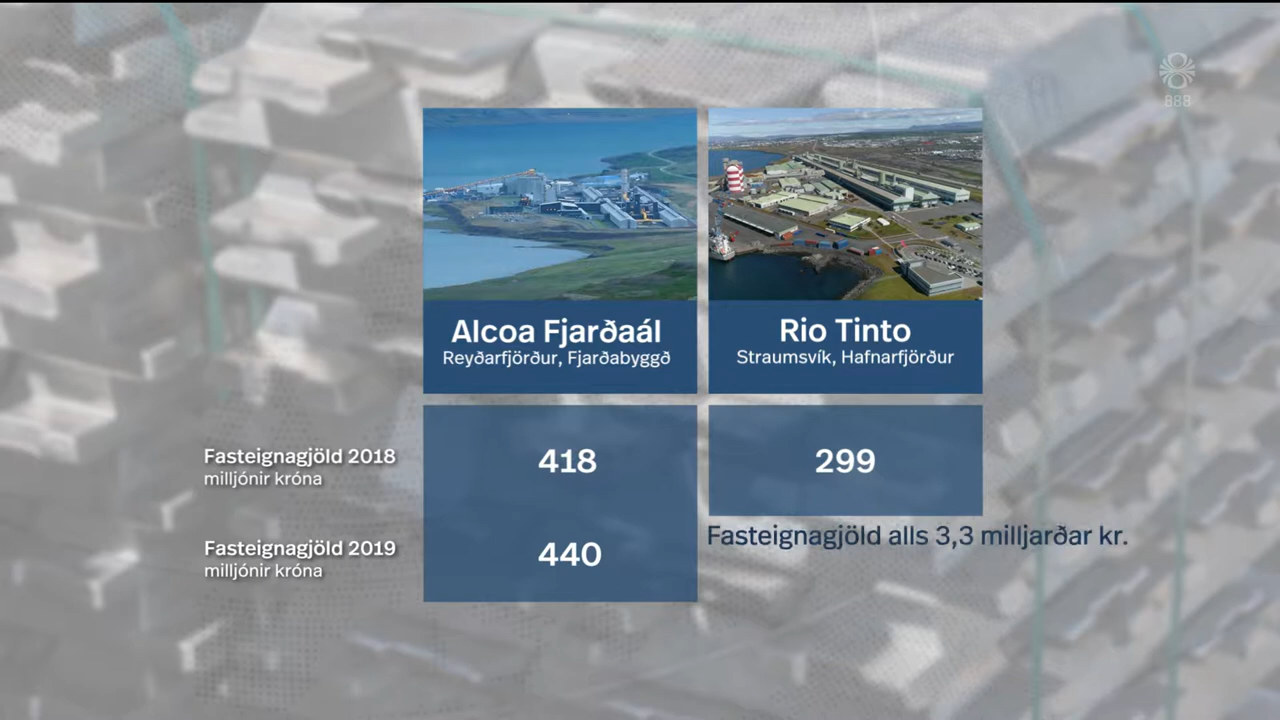 888
Alcoa Fjarðaál
Reyðarfjörður, Fjarðabyggð
Rio Tinto
Straumsvík, Hafnarfjörður
Fasteignagjöld 2018
milljónir króna
418
299
Fasteignagjöld alls 3,3 milljarðar kr.
Fasteignagjöld 2019
milljónir króna
440